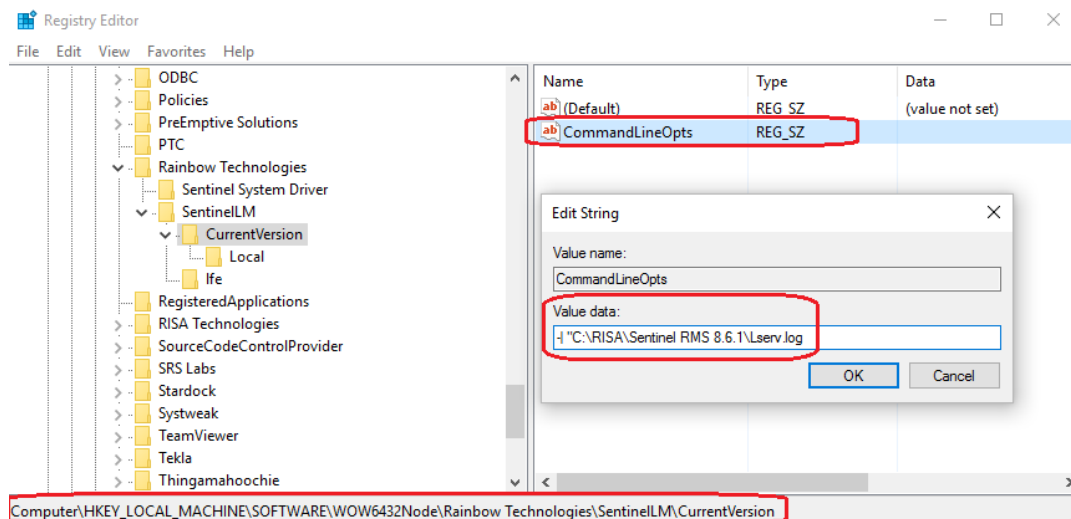 Registry Editor
File Edit View Favorites Help
ODBC
Policies
PreEmptive Solutions
PTC
Rainbow Technologies
Sentinel System Driver
SentinelLM
CurrentVersion
Local
Ife
RegisteredApplications
RISA Technologies
SourceCodeControlProvider
SRS Labs
Stardock
Systweak
TeamViewer
Tekla
Thingamahoochie
Name Type Data
ab (Default) REG_SZ (value not set)
ab CommandLineOpts REG_SZ
Edit String
Value name:
CommandLineOpts
Value data:
-l "C:\RISA\Sentinel RMS 8.6.1\Lserv.log
OK Cancel
Computer\HKEY_LOCAL_MACHINE\SOFTWARE\WOW6432Node\Rainbow Technologies\SentinelLM\CurrentVersion